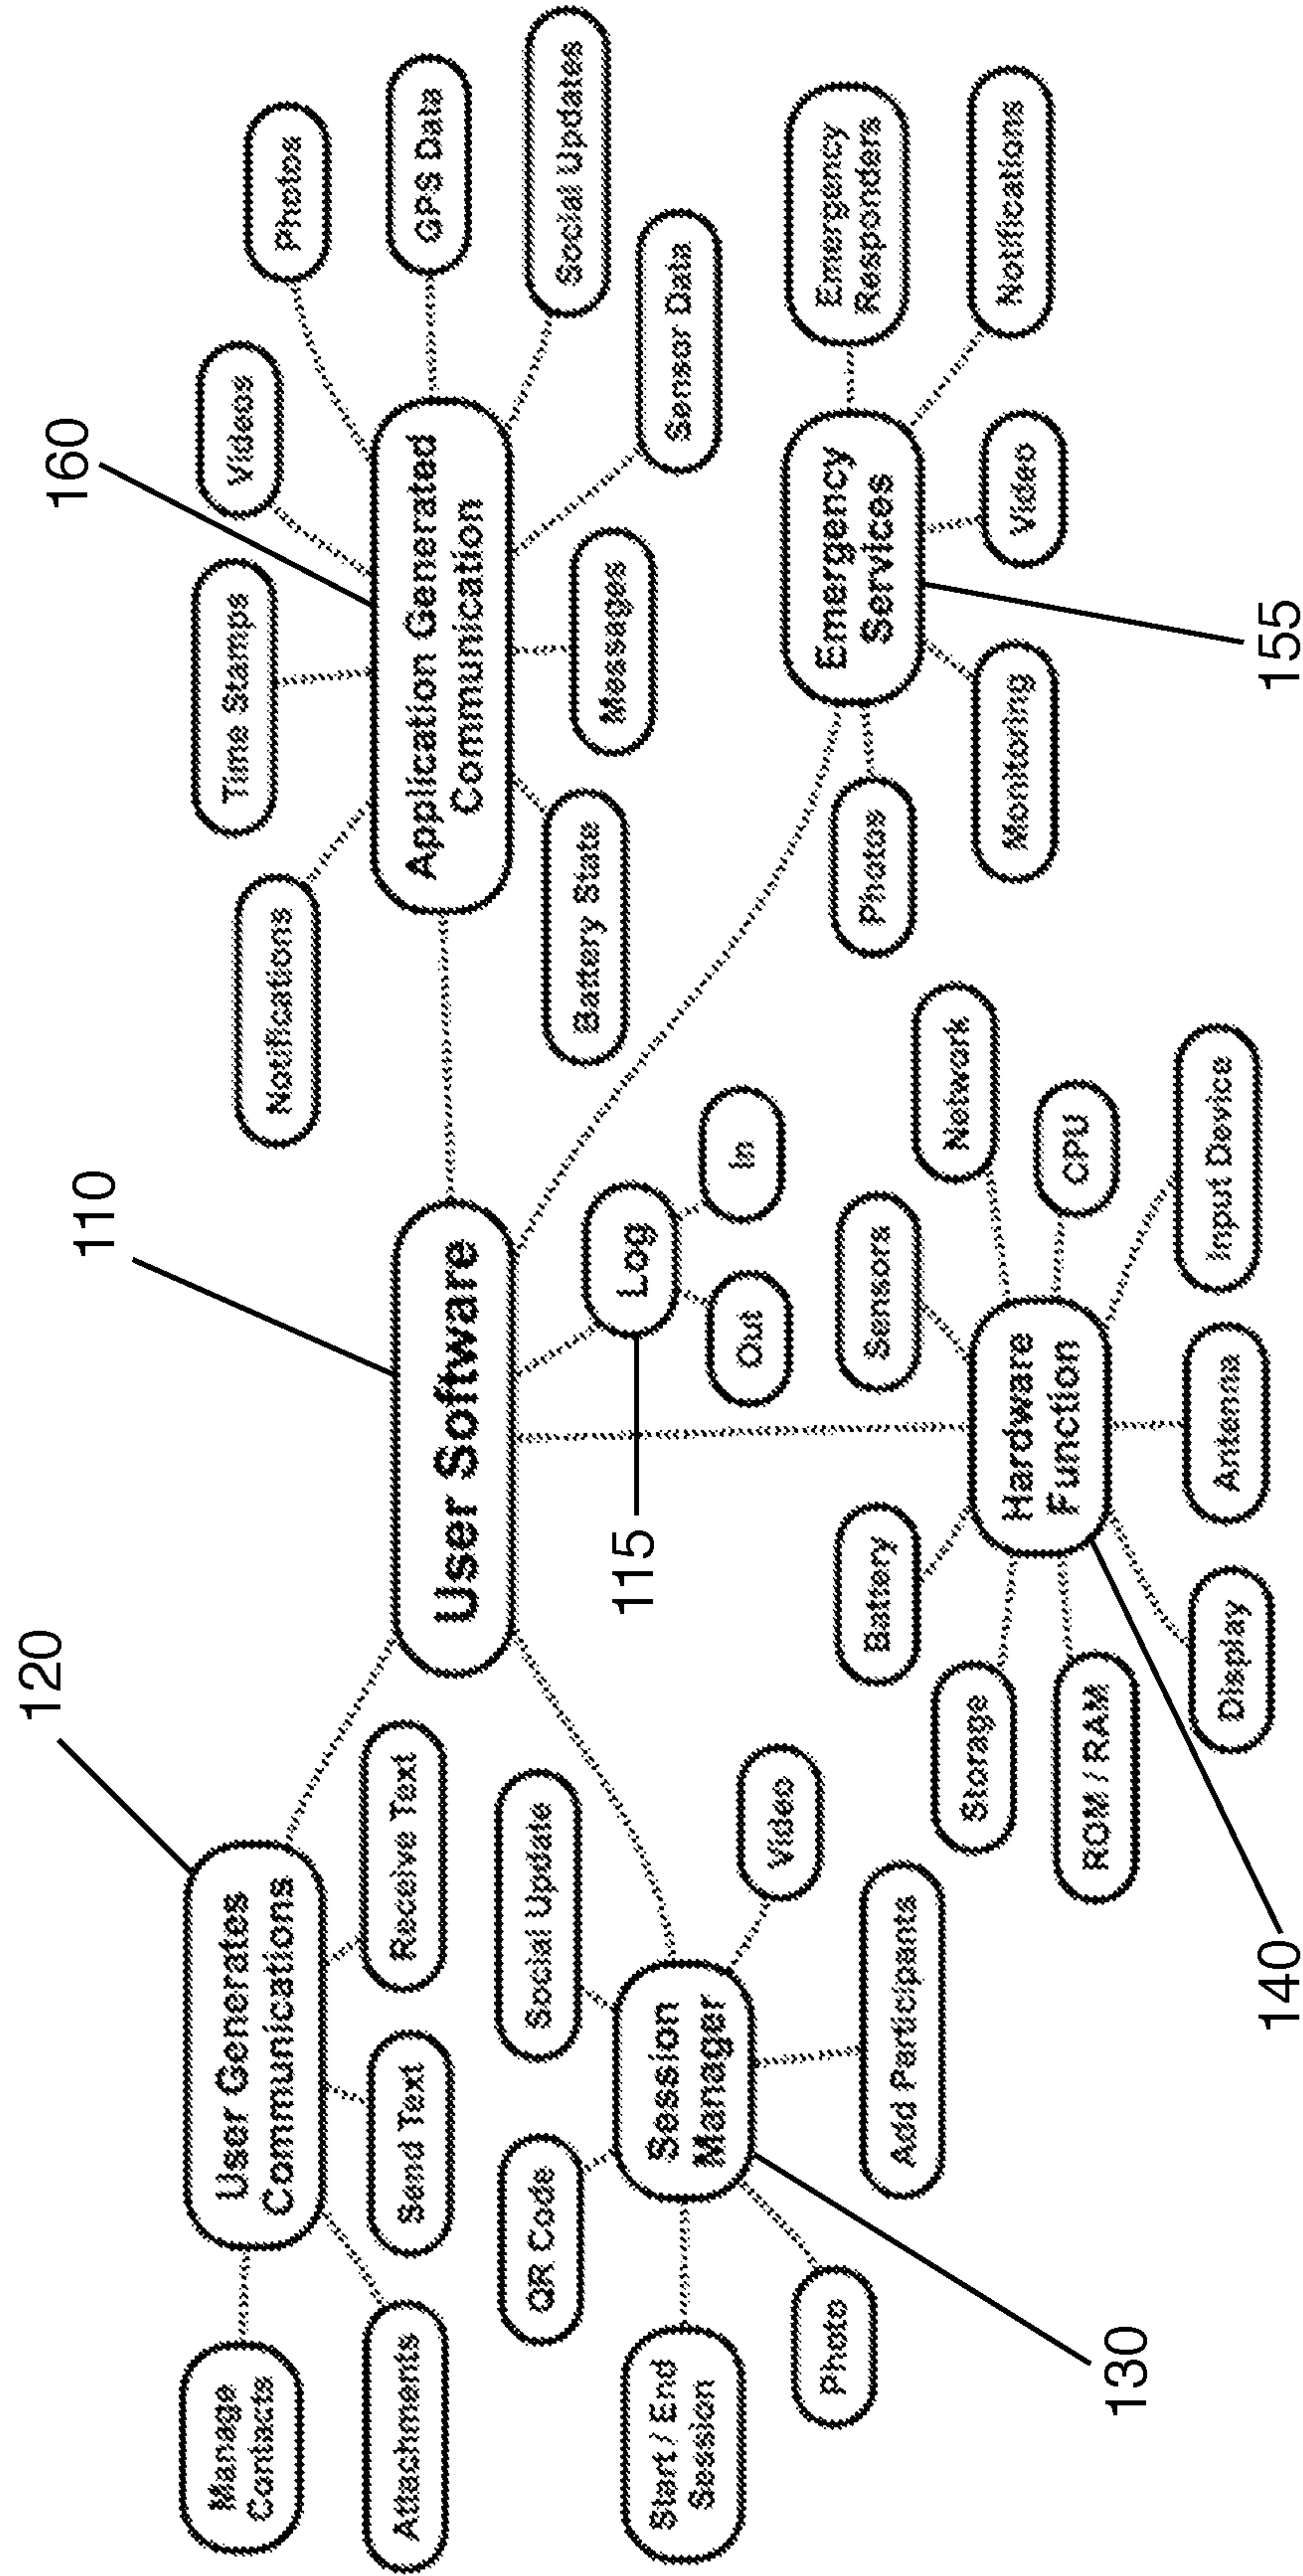 120
110
160
User Generates
Communications
Manage
Contacts
Attachments
Send Text
Receive Text
User Software
Notifications
Time Stamps
Videos
Photos
GPS Data
Social Updates
Sensor Data
Messages
Battery State
Application Generated
Communication
QR Code
Social Update
Session
Manager
Start / End
Session
Photo
Add Participants
Video
130
115
Log
Out
In
Battery
Sensors
Storage
Network
ROM / RAM
CPU
Hardware
Function
Display
Antenna
Input Device
140
Emergency
Services
Photos
Monitoring
Video
Notifications
Emergency
Responders
155